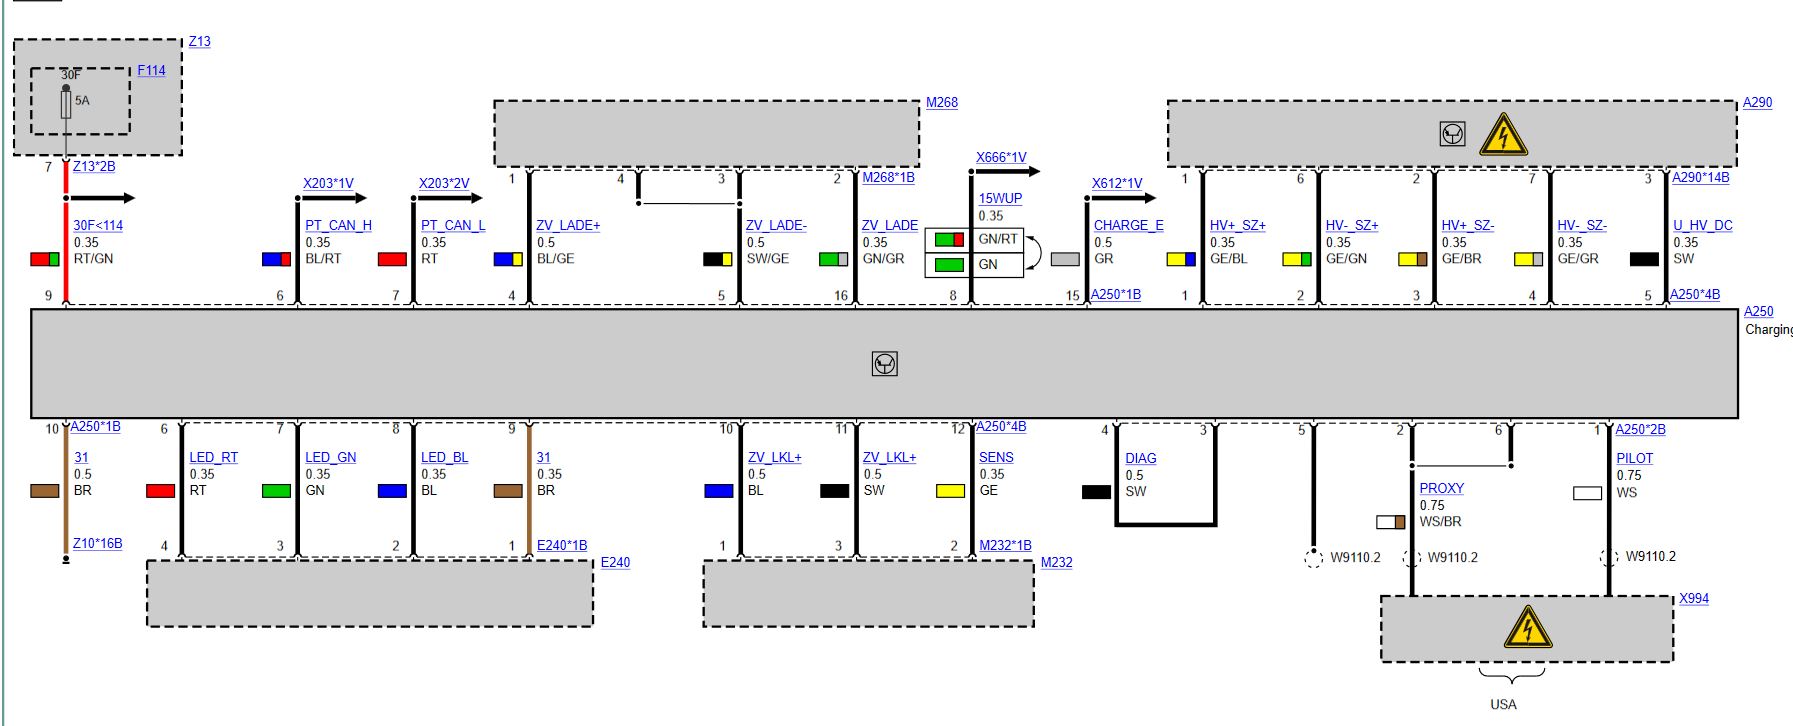 Z13
F114
30F
5A
7
Z13*2B
30F<114
0.35
RT/GN
9
X203*1V
PT_CAN_H
0.35
BL/RT
6
X203*2V
PT_CAN_L
0.35
RT
7
M268
1
4
3
2
M268*1B
ZV_LADE+
0.5
BL/GE
4
ZV_LADE-
0.5
SW/GE
5
ZV_LADE
0.35
GN/GR
16
X666*1V
15WUP
0.35
GN/RT
GN
8
X612*1V
CHARGE_E
0.5
GR
15
A250*1B
A290
1
6
2
7
3
A290*14B
HV+_SZ+
0.35
GE/BL
1
HV-_SZ+
0.35
GE/GN
2
HV+_SZ-
0.35
GE/BR
3
HV-_SZ-
0.35
GE/GR
4
U_HV_DC
0.35
SW
5
A250*4B
A250
Charging
10
A250*1B
31
0.5
BR
Z10*16B
6
LED_RT
0.35
RT
4
7
LED_GN
0.35
GN
3
8
LED_BL
0.35
BL
2
9
31
0.35
BR
1
E240*1B
E240
10
ZV_LKL+
0.5
BL
1
11
ZV_LKL+
0.5
SW
3
12
A250*4B
SENS
0.35
GE
2
M232*1B
M232
4
3
DIAG
0.5
SW
5
W9110.2
2
6
PROXY
0.75
WS/BR
W9110.2
1
A250*2B
PILOT
0.75
WS
W9110.2
X994
USA